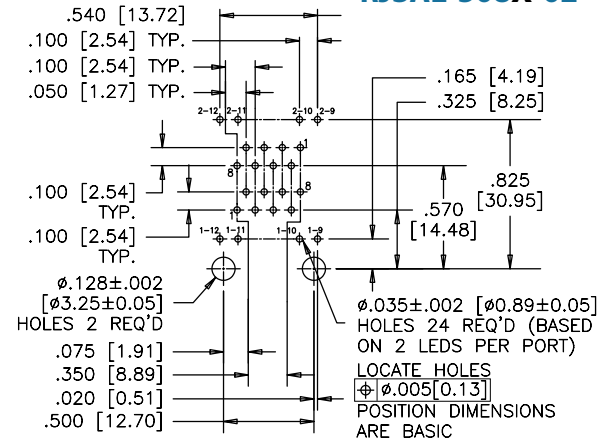 .540 [13.72]
.100 [2.54] TYP.
.100 [2.54] TYP.
.050 [1.27] TYP.
.165 [4.19]
.325 [8.25]
2-12
2-11
2-10
2-9
1
8
8
1
.825
[30.95]
.570
[14.48]
.100 [2.54]
TYP.
.100 [2.54]
TYP.
1-12
1-11
1-10
1-9
ø.128±.002
[ø3.25±0.05]
HOLES 2 REQ'D
ø.035±.002 [ø0.89±0.05]
HOLES 24 REQ'D (BASED
ON 2 LEDS PER PORT)
LOCATE HOLES
⌖ ø.005[0.13]
POSITION DIMENSIONS
ARE BASIC
.075 [1.91]
.350 [8.89]
.020 [0.51]
.500 [12.70]